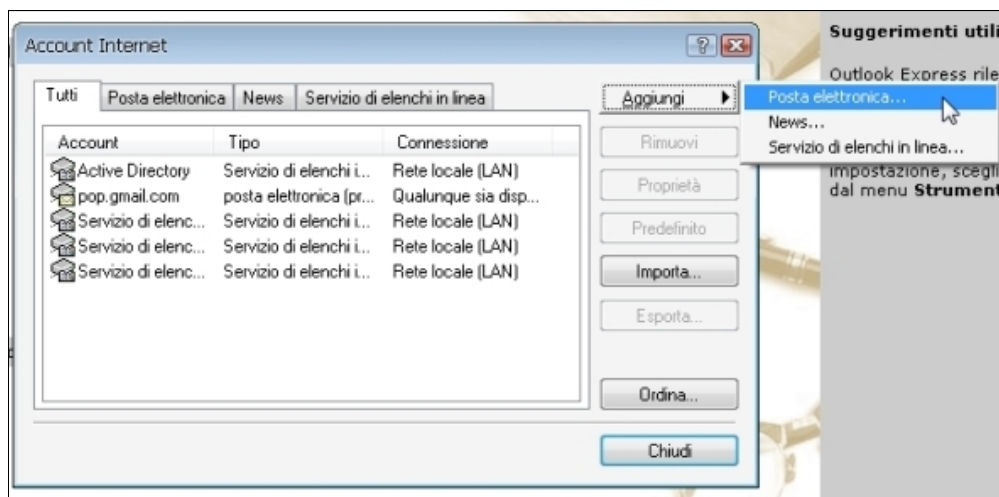 Account Internet
Suggerimenti utili
Outlook Express rile
Tutti Posta elettronica News Servizio di elenchi in linea
Aggiungi
Posta elettronica...
News...
Servizio di elenchi in linea...
impostazione, scegli
dal menu Strument
Account Tipo Connessione
Active Directory Servizio di elenchi i... Rete locale (LAN)
pop.gmail.com posta elettronica (pr... Qualunque sia disp...
Servizio di elenc... Servizio di elenchi i... Rete locale (LAN)
Servizio di elenc... Servizio di elenchi i... Rete locale (LAN)
Servizio di elenc... Servizio di elenchi i... Rete locale (LAN)
Rimuovi
Proprietà
Predefinito
Importa...
Esporta...
Ordina...
Chiudi